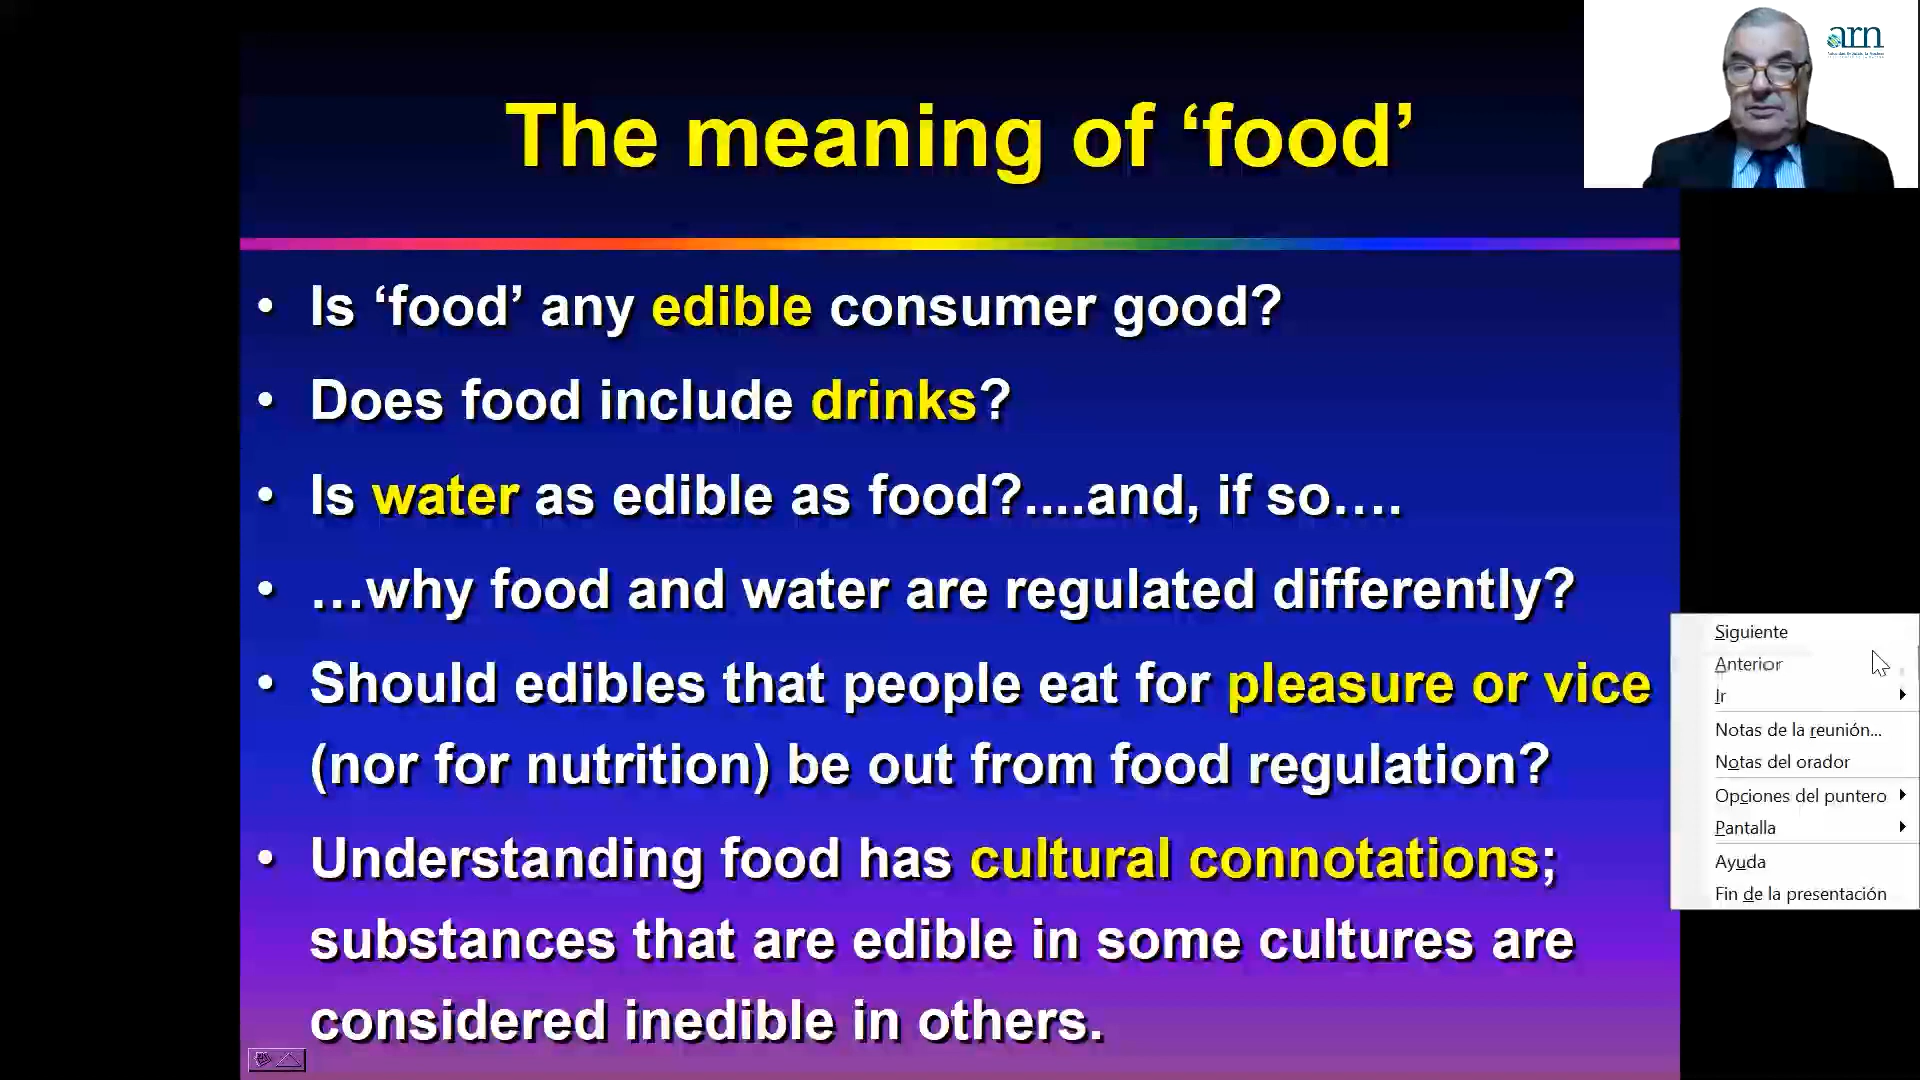 The meaning of ‘food’
arn
• Is ‘food’ any edible consumer good?
• Does food include drinks?
• Is water as edible as food?....and, if so….
• …why food and water are regulated differently?
• Should edibles that people eat for pleasure or vice
(nor for nutrition) be out from food regulation?
• Understanding food has cultural connotations;
substances that are edible in some cultures are
considered inedible in others.
Siguiente
Anterior
Ir
Notas de la reunión...
Notas del orador
Opciones del puntero
Pantalla
Ayuda
Fin de la presentación